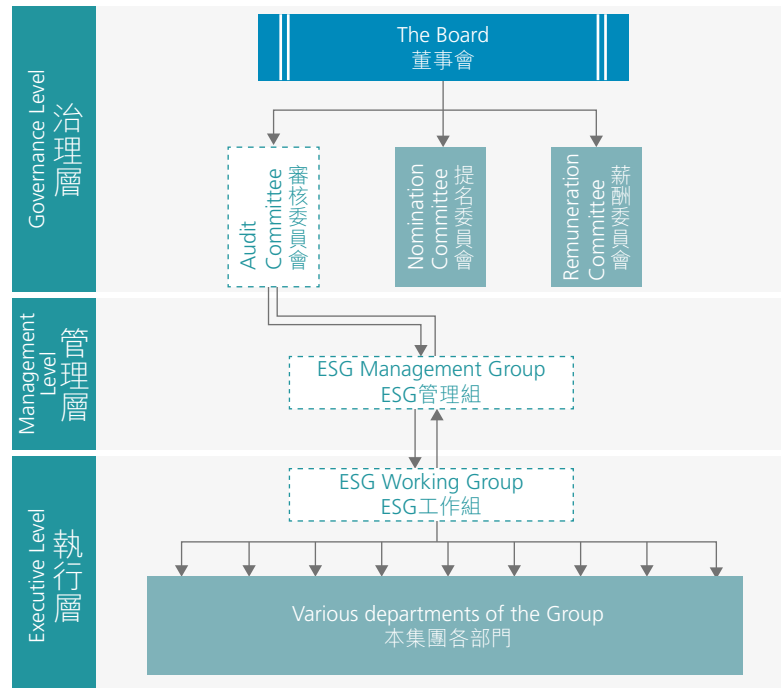 Governance Level
治理層
The Board
董事會
Audit
Committee
審核委員會
Nomination
Committee
提名委員會
Remuneration
Committee
薪酬委員會
Management
Level
管理層
ESG Management Group
ESG管理組
Executive Level
執行層
ESG Working Group
ESG工作組
Various departments of the Group
本集團各部門